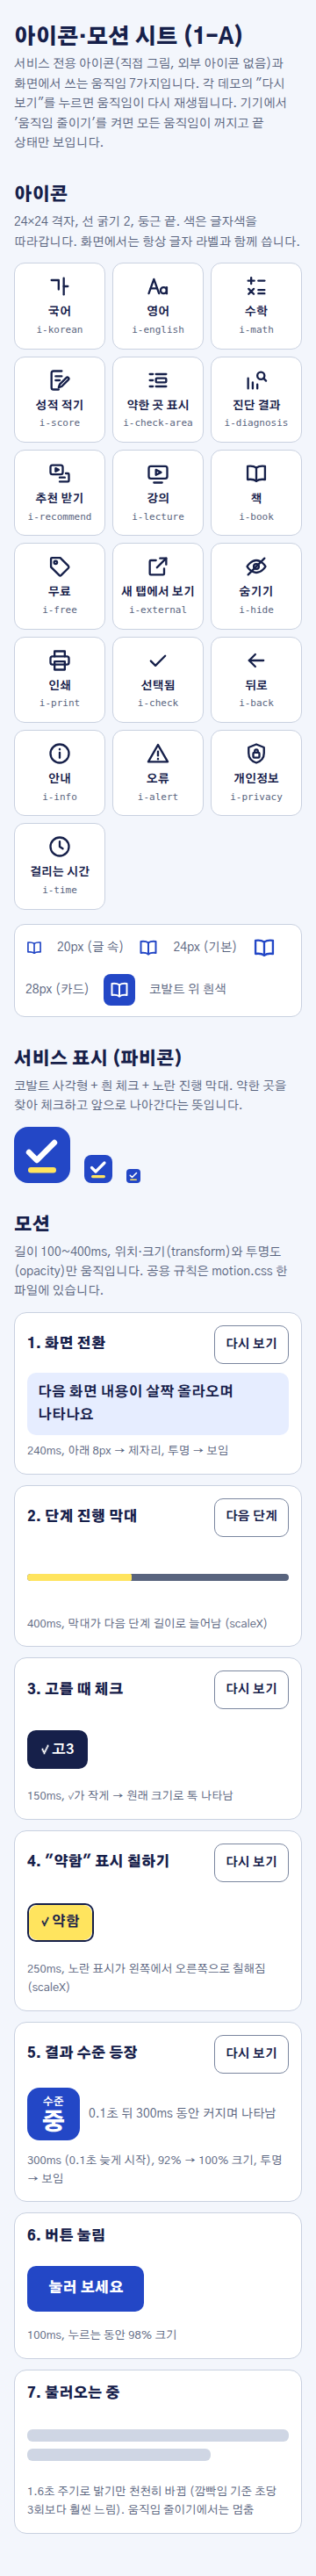 아이콘·모션 시트 (1-A)
서비스 전용 아이콘(직접 그림, 외부 아이콘 없음)과
화면에서 쓰는 움직임 7가지입니다. 각 데모의 "다시
보기"를 누르면 움직임이 다시 재생됩니다. 기기에서
'움직임 줄이기'를 켜면 모든 움직임이 꺼지고 끝
상태만 보입니다.
아이콘
24×24 격자, 선 굵기 2, 둥근 끝. 색은 글자색을
따라갑니다. 화면에서는 항상 글자 라벨과 함께 씁니다.
국어 영어 수학
i-korean i-english i-math
성적 적기 약한 곳 표시 진단 결과
i-score i-check-area i-diagnosis
추천 받기 강의 책
i-recommend i-lecture i-book
무료 새 탭에서 보기 숨기기
i-free i-external i-hide
인쇄 선택됨 뒤로
i-print i-check i-back
안내 오류 개인정보
i-info i-alert i-privacy
걸리는 시간
i-time
20px (글 속) 24px (기본)
28px (카드) 코발트 위 흰색
서비스 표시 (파비콘)
코발트 사각형 + 흰 체크 + 노란 진행 막대. 약한 곳을
찾아 체크하고 앞으로 나아간다는 뜻입니다.
모션
길이 100~400ms, 위치·크기(transform)와 투명도
(opacity)만 움직입니다. 공용 규칙은 motion.css 한
파일에 있습니다.
1. 화면 전환 다시 보기
다음 화면 내용이 살짝 올라오며
나타나요
240ms, 아래 8px → 제자리, 투명 → 보임
2. 단계 진행 막대 다음 단계
400ms, 막대가 다음 단계 길이로 늘어남 (scaleX)
3. 고를 때 체크 다시 보기
✓ 고3
150ms, ✓가 작게 → 원래 크기로 톡 나타남
4. "약함" 표시 칠하기 다시 보기
✓ 약함
250ms, 노란 표시가 왼쪽에서 오른쪽으로 칠해짐
(scaleX)
5. 결과 수준 등장 다시 보기
수준
중 0.1초 뒤 300ms 동안 커지며 나타남
300ms (0.1초 늦게 시작), 92% → 100% 크기, 투명
→ 보임
6. 버튼 눌림
눌러 보세요
100ms, 누르는 동안 98% 크기
7. 불러오는 중
1.6초 주기로 밝기만 천천히 바뀜 (깜빡임 기준 초당
3회보다 훨씬 느림). 움직임 줄이기에서는 멈춤